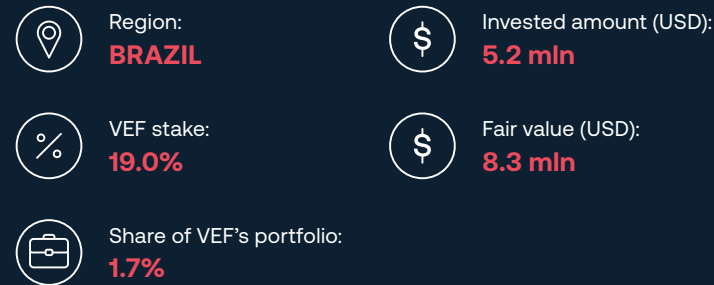 Region:
BRAZIL
Invested amount (USD):
5.2 mln
VEF stake:
19.0%
Fair value (USD):
8.3 mln
Share of VEF's portfolio:
1.7%